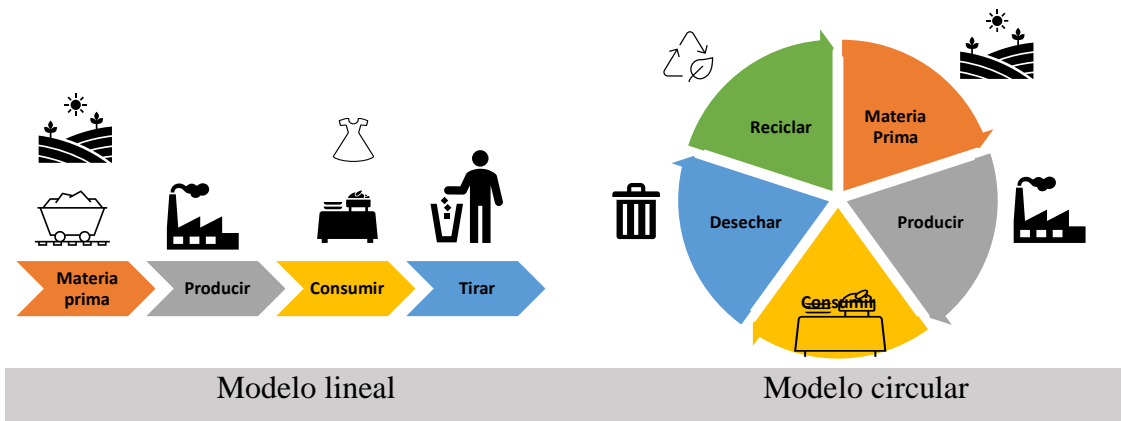 Materia
prima
Producir
Consumir
Tirar
Reciclar
Materia
Prima
Desechar
Producir
Consumir
Modelo lineal
Modelo circular